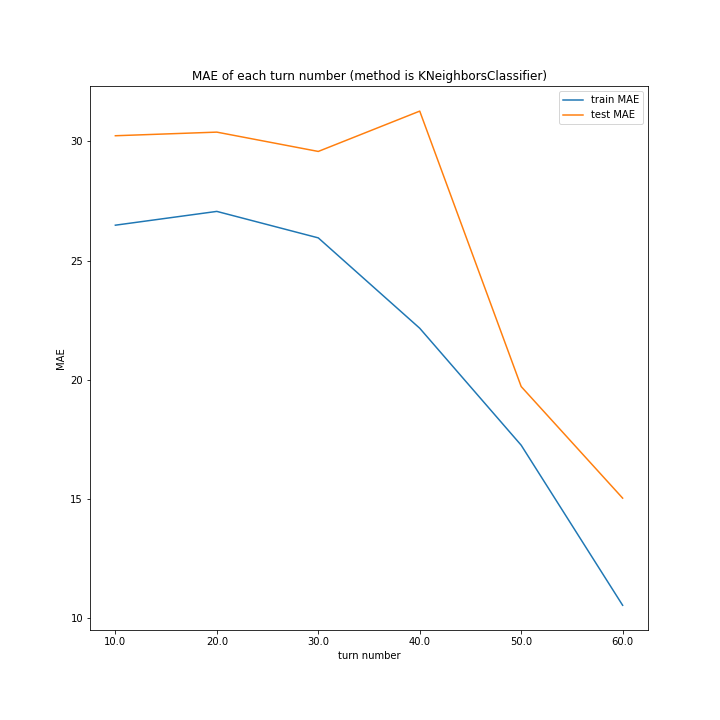 MAE of each turn number (method is KNeighborsClassifier)
train MAE
test MAE
30
25
20
15
10
MAE
10.0 20.0 30.0 40.0 50.0 60.0
turn number